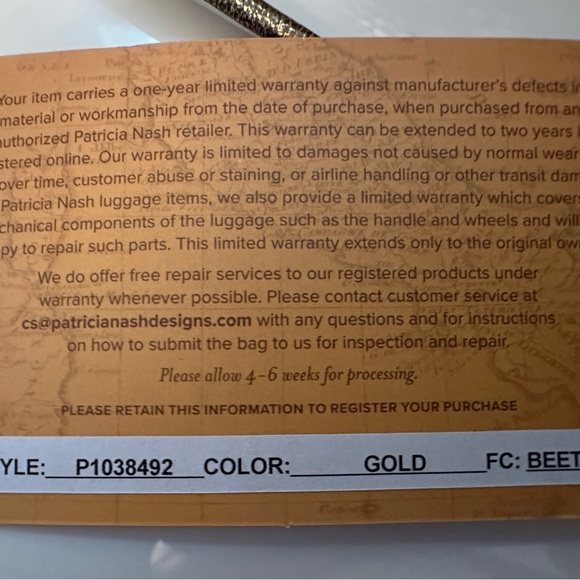 Your item carries a one-year limited warranty against manufacturer's defects in
material or workmanship from the date of purchase, when purchased from an
uthorized Patricia Nash retailer. This warranty can be extended to two years i
stered online. Our warranty is limited to damages not caused by normal wear
over time, customer abuse or staining, or airline handling or other transit dam
Patricia Nash luggage items, we also provide a limited warranty which cover
chanical components of the luggage such as the handle and wheels and will
py to repair such parts. This limited warranty extends only to the original own
We do offer free repair services to our registered products under
warranty whenever possible. Please contact customer service at
cs@patricianashdesigns.com with any questions and for instructions
on how to submit the bag to us for inspection and repair.
Please allow 4-6 weeks for processing.
PLEASE RETAIN THIS INFORMATION TO REGISTER YOUR PURCHASE
YLE: P1038492 COLOR: GOLD FC: BEET